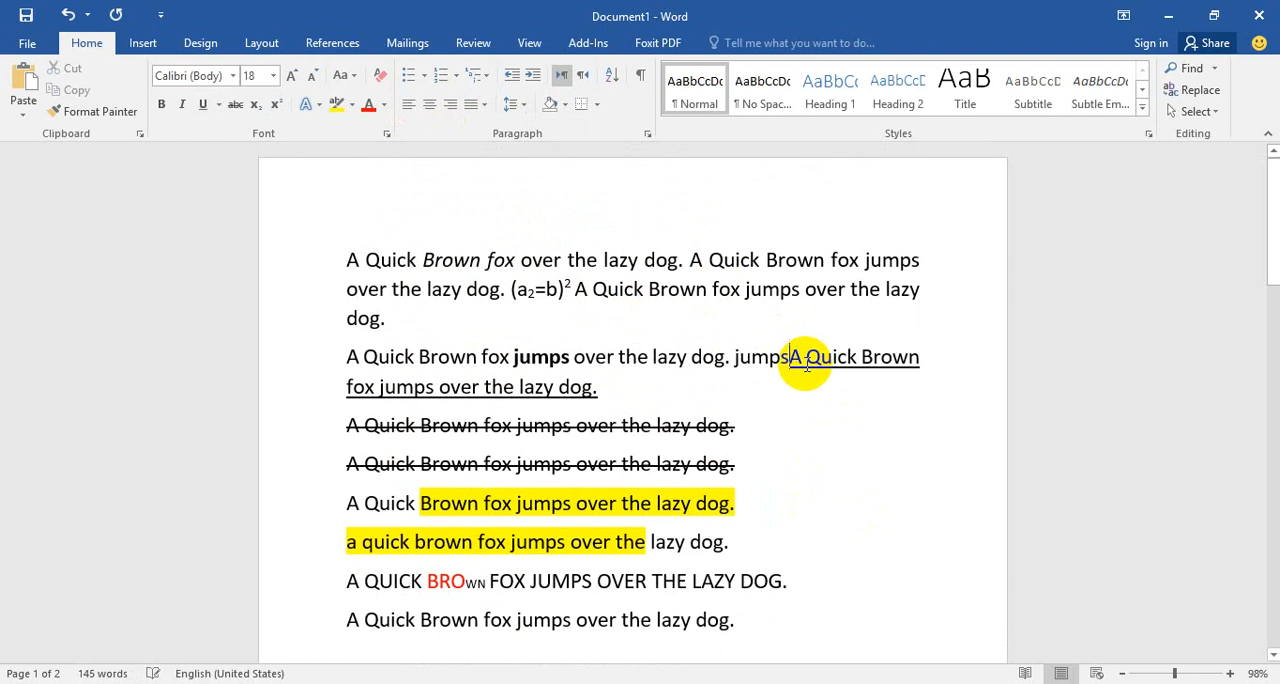 Document1 - Word
File Home Insert Design Layout References Mailings Review View Add-Ins Foxit PDF Tell me what you want to do... Sign in Share
Paste Cut Copy Format Painter
Calibri (Body) 18 Aa
B I U abc X₂ X² A A
AaBbCcDc AaBbCcDc AaBbCc AaBbCcD AaB AaBbCcD AaBbCcDc
¶ Normal ¶ No Spac... Heading 1 Heading 2 Title Subtitle Subtle Em...
Find
Replace
Select
Clipboard Font Paragraph Styles Editing
A Quick Brown fox over the lazy dog. A Quick Brown fox jumps
over the lazy dog. (a₂=b)² A Quick Brown fox jumps over the lazy
dog.
A Quick Brown fox jumps over the lazy dog. jumpsA Quick Brown
fox jumps over the lazy dog.
A Quick Brown fox jumps over the lazy dog.
A Quick Brown fox jumps over the lazy dog.
A Quick Brown fox jumps over the lazy dog.
a quick brown fox jumps over the lazy dog.
A QUICK BROWN FOX JUMPS OVER THE LAZY DOG.
A Quick Brown fox jumps over the lazy dog.
Page 1 of 2 145 words English (United States) 98%